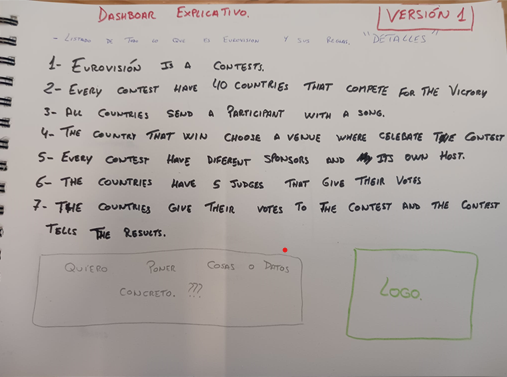 DASHBOAR EXPLICATIVO.
VERSIÓN 1
- LISTADO DE TODO LO QUE ES EUROVISION Y SUS "DETALLES"
1- EUROVISIÓN IS A CONTESTS.
2- EVERY CONTEST HAVE 40 COUNTRIES THAT COMPETE FOR THE VICTORY
3- ALL COUNTRIES SEND A PARTICIPANT WITH A SONG.
4- THE COUNTRY THAT WIN CHOOSE A VENUE WHERE CELEBATE THE CONTEST
5- EVERY CONTEST HAVE DIFERENT SPONSORS AND ITS OWN HOST.
6- THE COUNTRIES HAVE 5 JUDGES THAT GIVE THEIR VOTES
7- THE COUNTRIES GIVE THEIR VOTES TO THE CONTEST AND THE CONTEST
TELLS THE RESULTS.
QUIERO PONER COSAS O DATOS
CONCRETO. ???
LOGO.